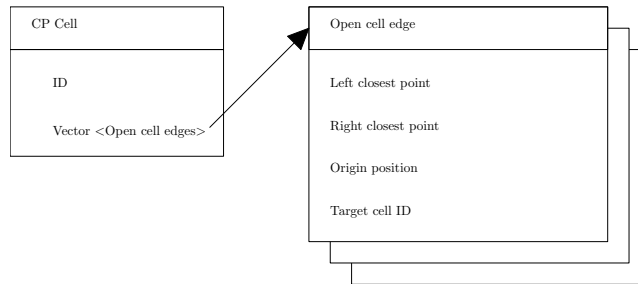 CP Cell
ID
Vector <Open cell edges>
Open cell edge
Left closest point
Right closest point
Origin position
Target cell ID